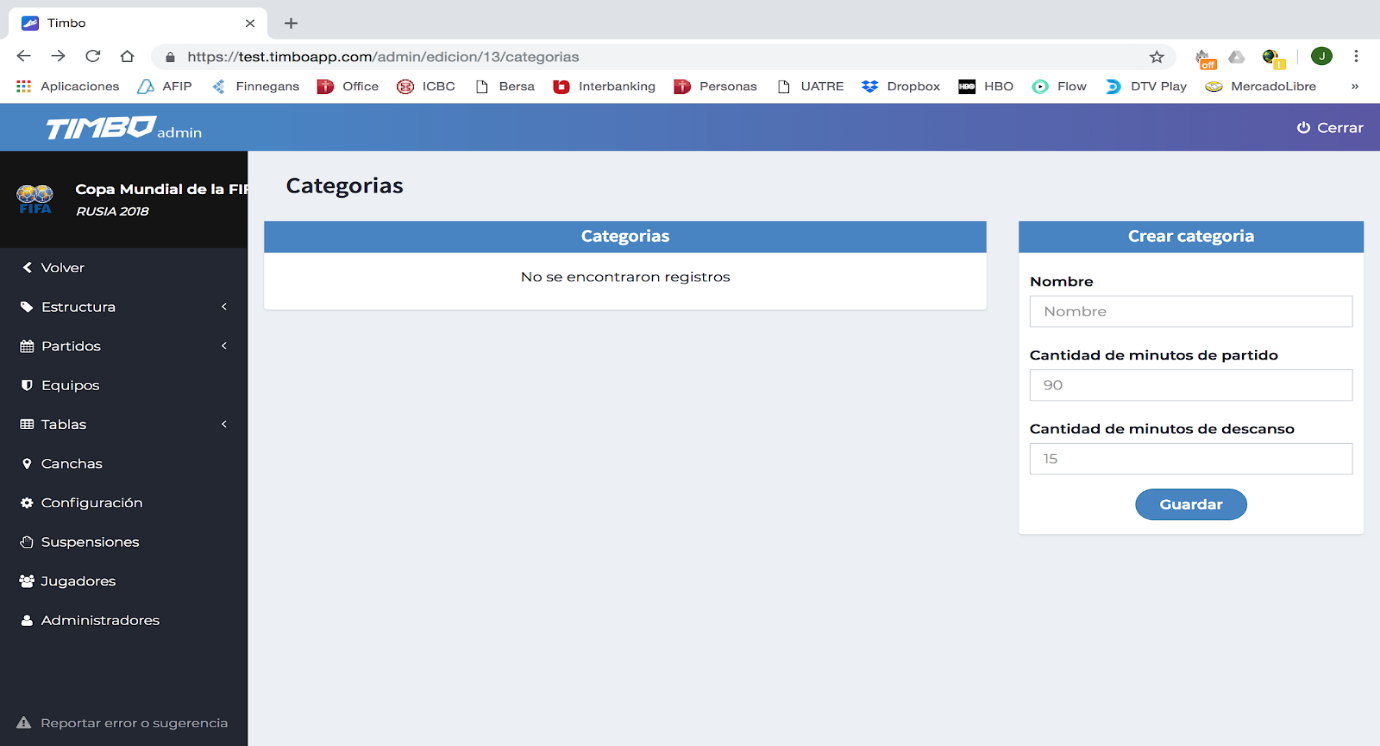 Timbo
https://test.timboapp.com/admin/edicion/13/categorias
off
J
Aplicaciones AFIP Finnegans Office ICBC Bersa Interbanking Personas UATRE Dropbox HBO HBO Flow DTV Play MercadoLibre »
TIMBO admin
Cerrar
Copa Mundial de la FIF
RUSIA 2018
FIFA
Volver
Estructura
Partidos
Equipos
Tablas
Canchas
Configuración
Suspensiones
Jugadores
Administradores
Reportar error o sugerencia
Categorias
Categorias
No se encontraron registros
Crear categoria
Nombre
Nombre
Cantidad de minutos de partido
90
Cantidad de minutos de descanso
15
Guardar